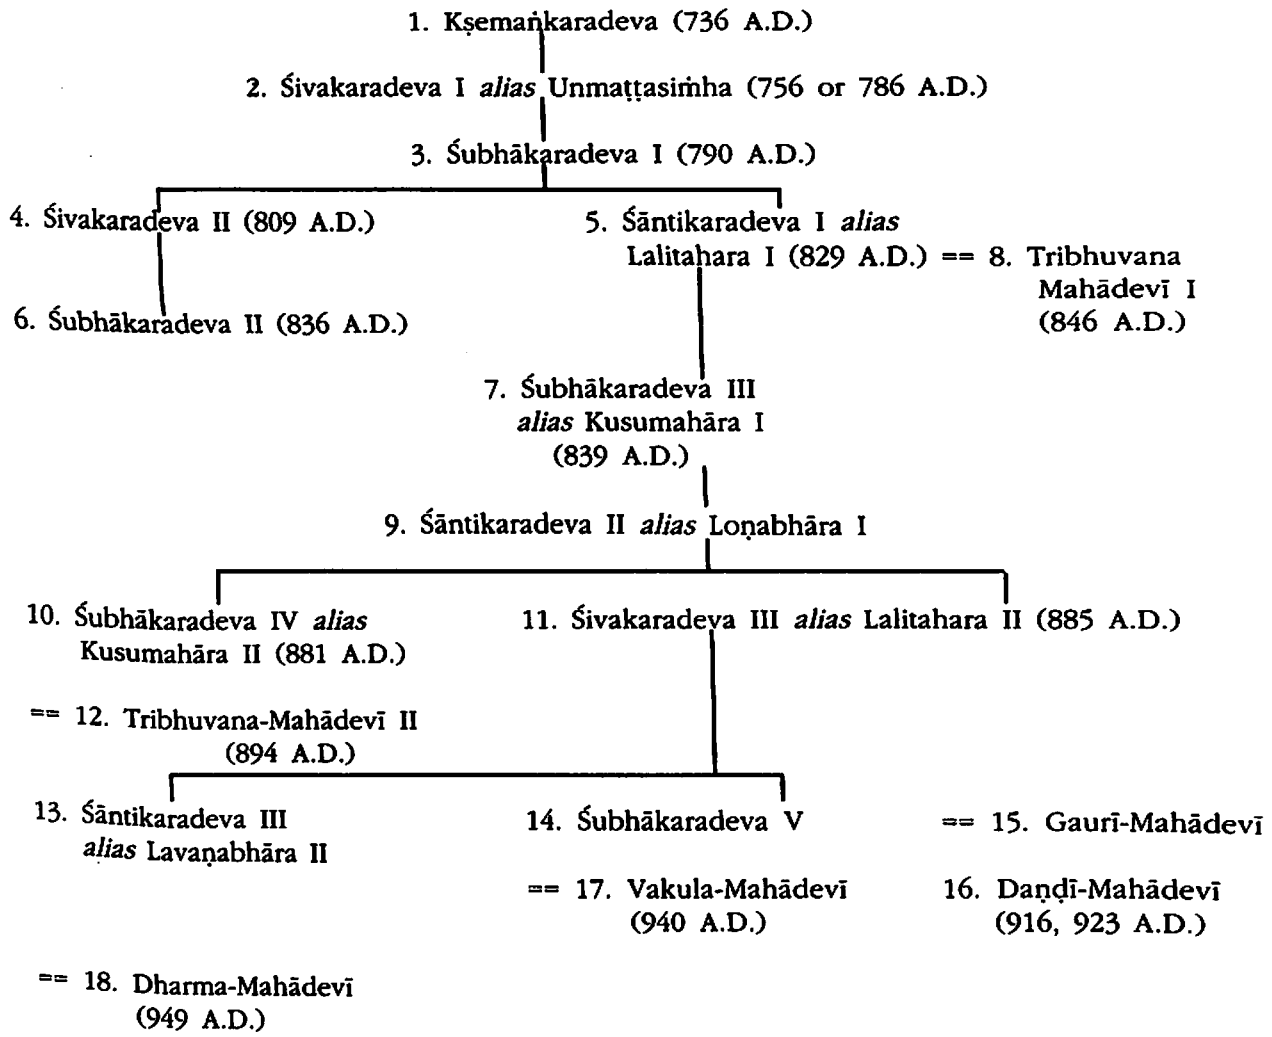 1. Kṣemaṅkaradeva (736 A.D.)
2. Śivakaradeva I alias Unmaṭṭasiṁha (756 or 786 A.D.)
3. Śubhākaradeva I (790 A.D.)
4. Śivakaradeva II (809 A.D.)
5. Śāntikaradeva I alias
Lalitahara I (829 A.D.) == 8. Tribhuvana
Mahādevī I
(846 A.D.)
6. Śubhākaradeva II (836 A.D.)
7. Śubhākaradeva III
alias Kusumahāra I
(839 A.D.)
9. Śāntikaradeva II alias Loṇabhāra I
10. Śubhākaradeva IV alias
Kusumahāra II (881 A.D.)
11. Śivakaradeva III alias Lalitahara II (885 A.D.)
== 12. Tribhuvana-Mahādevī II
(894 A.D.)
13. Śāntikaradeva III
alias Lavaṇabhāra II
14. Śubhākaradeva V
== 15. Gaurī-Mahādevī
== 17. Vakula-Mahādevī
(940 A.D.)
16. Daṇḍī-Mahādevī
(916, 923 A.D.)
== 18. Dharma-Mahādevī
(949 A.D.)